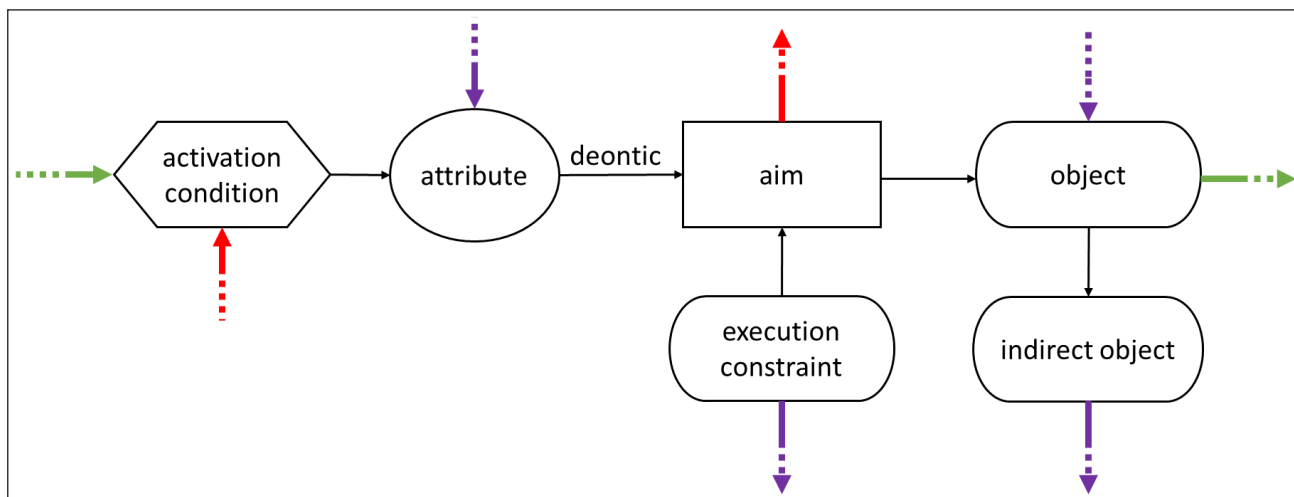 activation
condition
attribute
deontic
aim
object
execution
constraint
indirect object